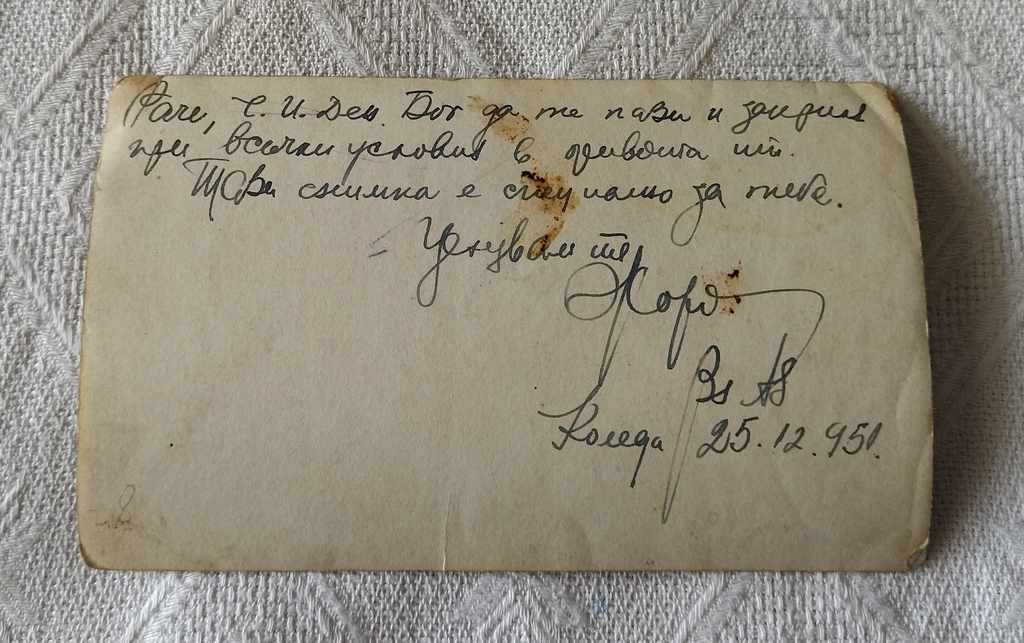 Фаче, Ч. И. Ден. Бог да те пази и закриля
при всички условия в живота ти.
Тази снимка е специално за тебе.
Целувам те
Жоро
Коледа 25.12.951.